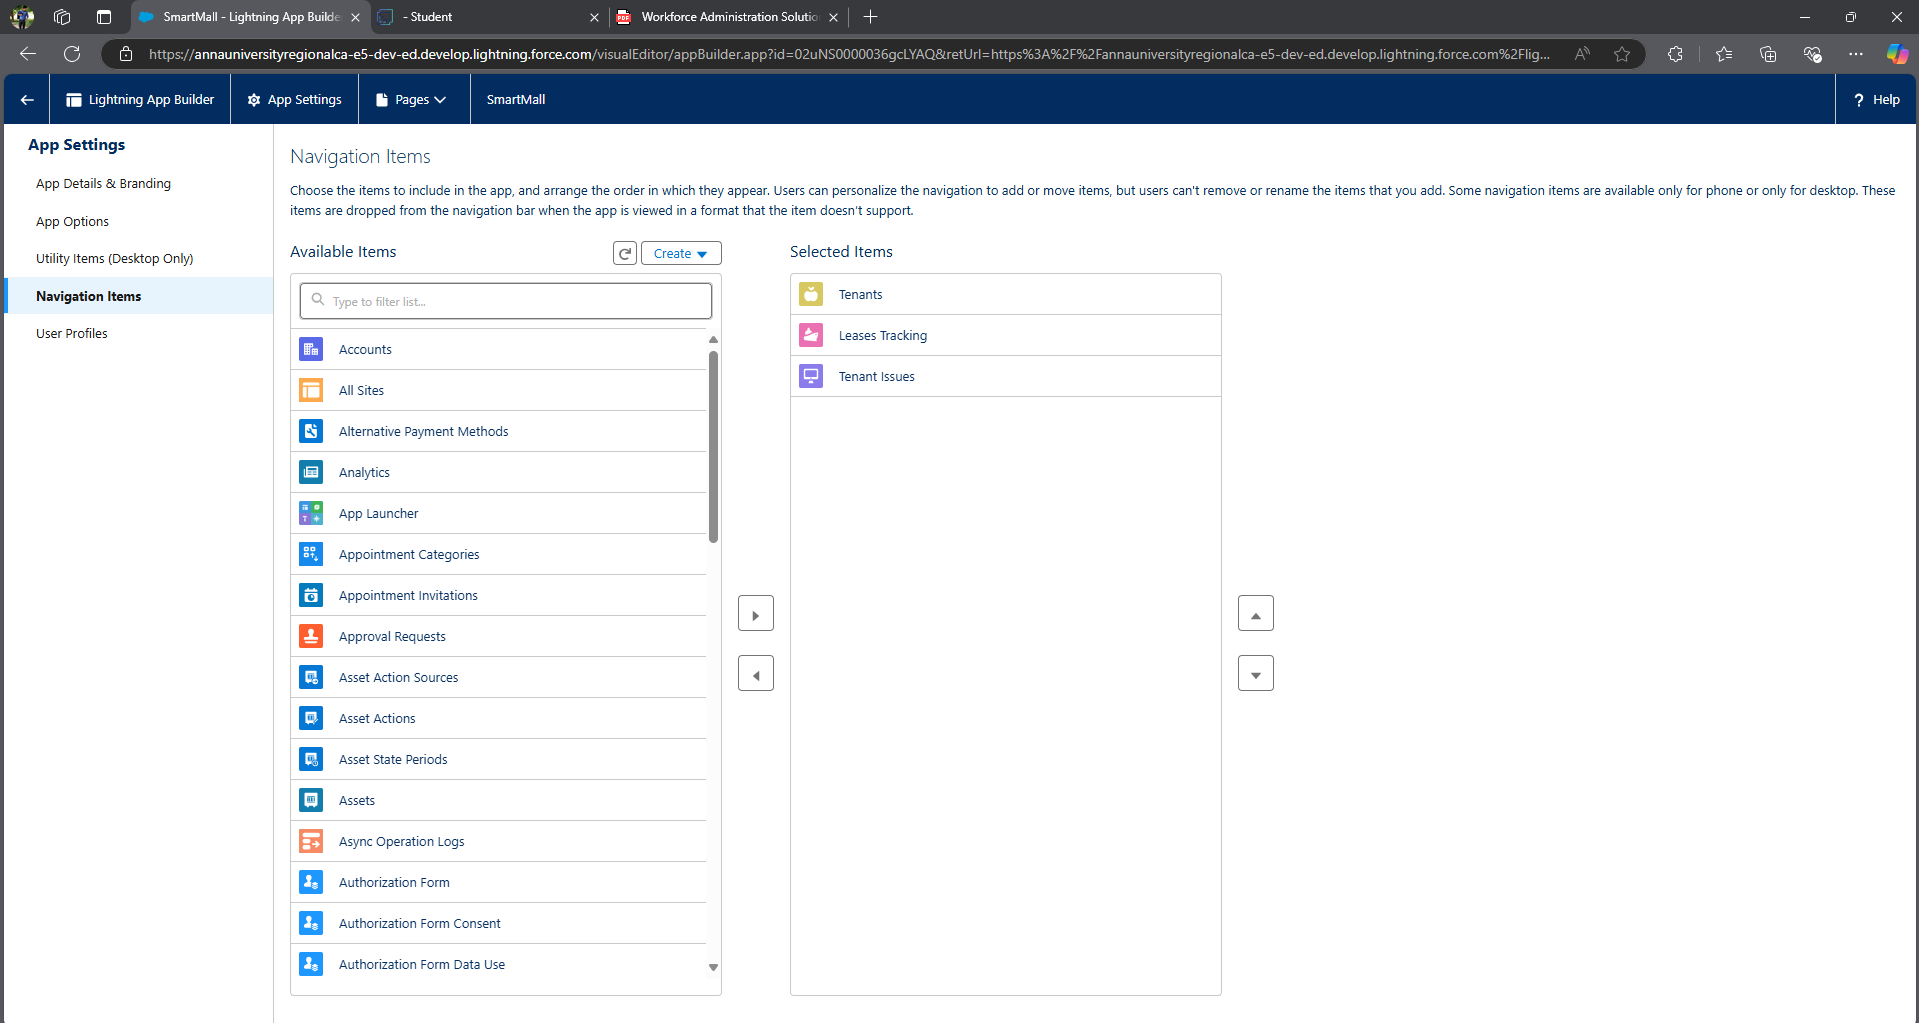 SmartMall - Lightning App Builde
- Student
Workforce Administration Solutio
https://annauniversityregionalca-e5-dev-ed.develop.lightning.force.com/visualEditor/appBuilder.app?id=02uNS0000036gcLYAQ&retUrl=https%3A%2F%2Fannauniversityregionalca-e5-dev-ed.develop.lightning.force.com%2Flig...
Lightning App Builder
App Settings
Pages
SmartMall
? Help
App Settings
App Details & Branding
App Options
Utility Items (Desktop Only)
Navigation Items
User Profiles
Navigation Items
Choose the items to include in the app, and arrange the order in which they appear. Users can personalize the navigation to add or move items, but users can't remove or rename the items that you add. Some navigation items are available only for phone or only for desktop. These
items are dropped from the navigation bar when the app is viewed in a format that the item doesn't support.
Available Items
Create
Type to filter list...
Accounts
All Sites
Alternative Payment Methods
Analytics
App Launcher
Appointment Categories
Appointment Invitations
Approval Requests
Asset Action Sources
Asset Actions
Asset State Periods
Assets
Async Operation Logs
Authorization Form
Authorization Form Consent
Authorization Form Data Use
Selected Items
Tenants
Leases Tracking
Tenant Issues